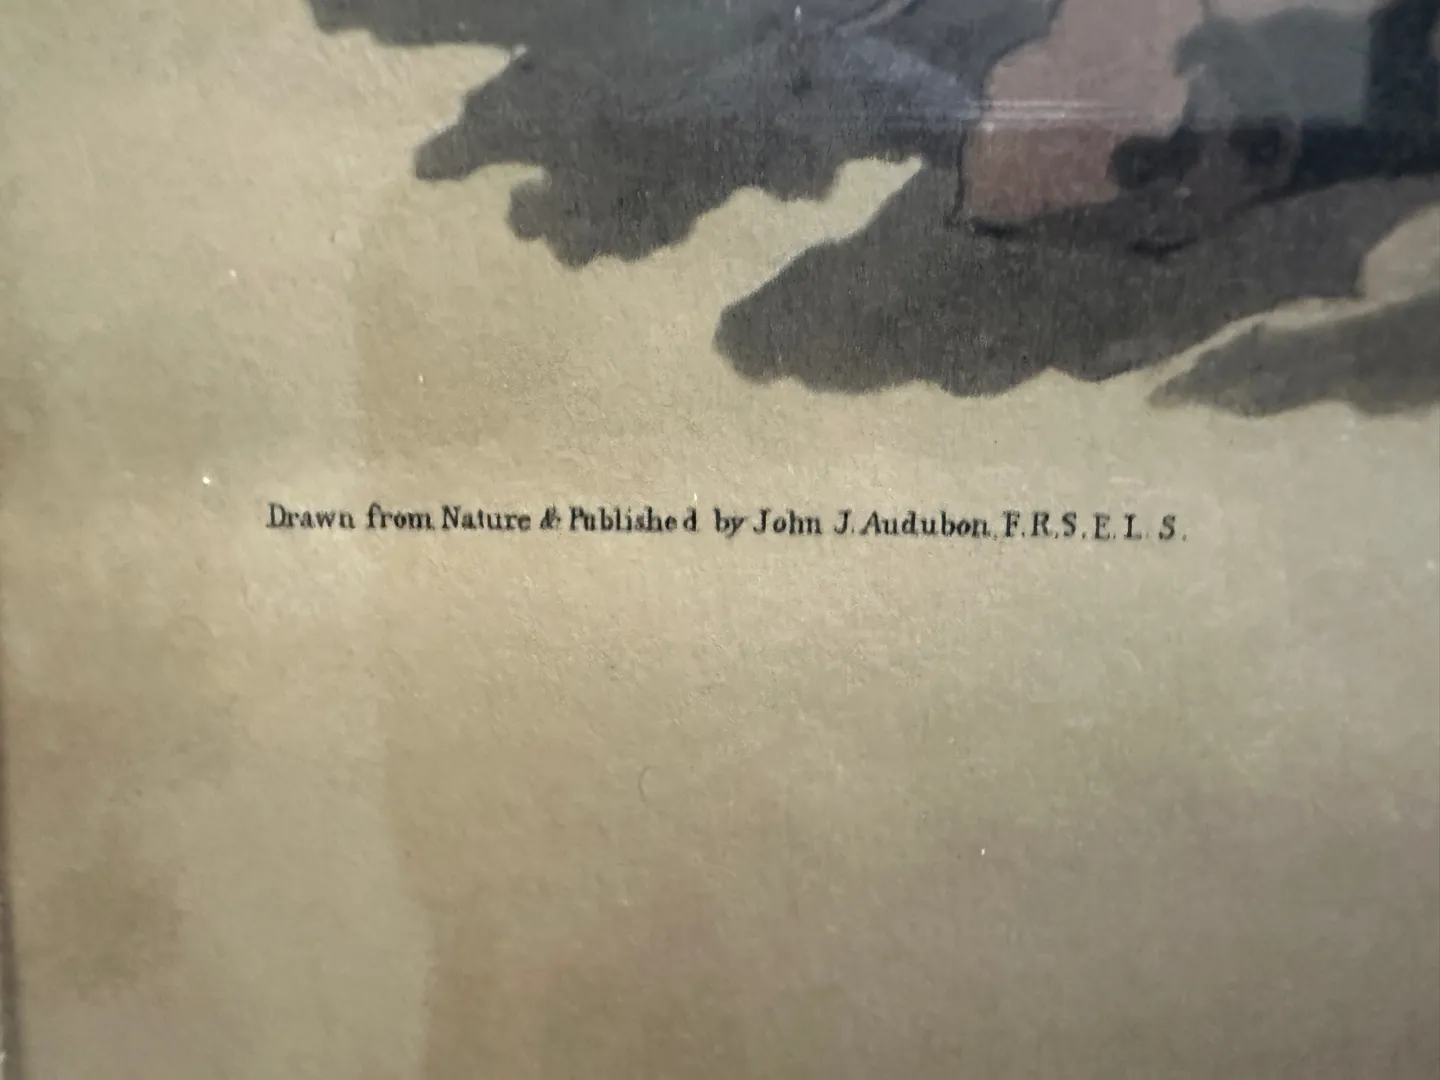 Drawn from Nature & Published by John J. Audubon, F.R.S.E. L. S.